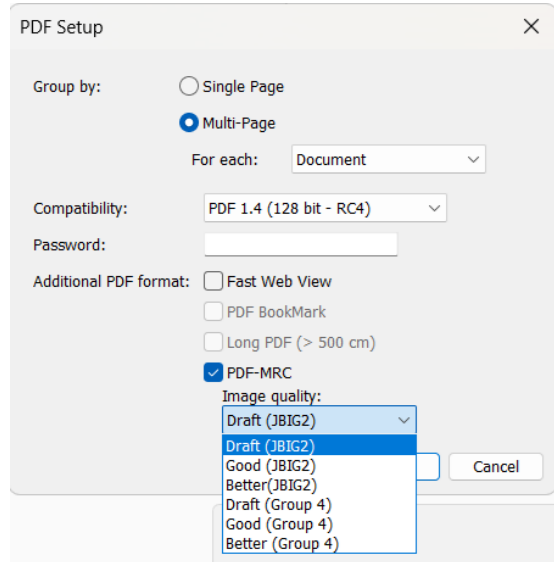 PDF Setup
Group by: Single Page
Multi-Page
For each: Document
Compatibility: PDF 1.4 (128 bit - RC4)
Password:
Additional PDF format: Fast Web View
PDF BookMark
Long PDF (> 500 cm)
PDF-MRC
Image quality:
Draft (JBIG2)
Draft (JBIG2)
Good (JBIG2)
Better(JBIG2)
Cancel
Draft (Group 4)
Good (Group 4)
Better (Group 4)